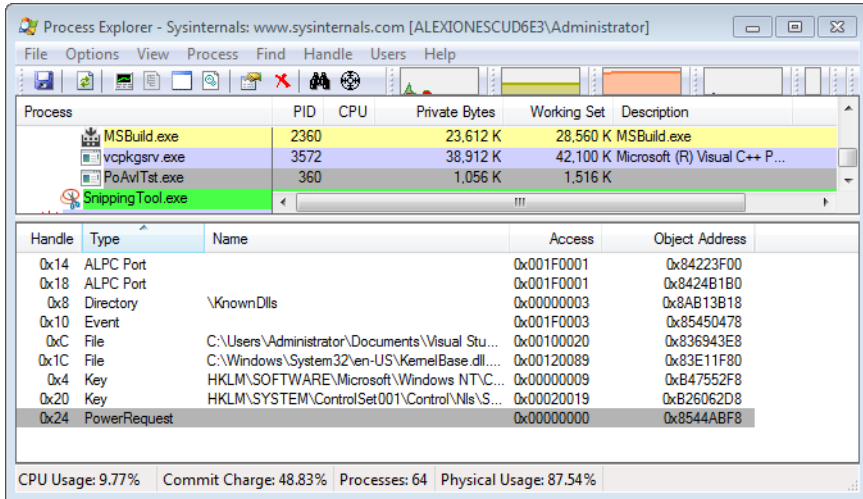 Process Explorer - Sysinternals: www.sysinternals.com [ALEXIONESCUD6E3\Administrator]
File Options View Process Find Handle Users Help
Process PID CPU Private Bytes Working Set Description
MSBuild.exe 2360 23,612 K 28,560 K MSBuild.exe
vcpkgsrv.exe 3572 38,912 K 42,100 K Microsoft (R) Visual C++ P...
PoAvlTst.exe 360 1,056 K 1,516 K
SnippingTool.exe
Handle Type Name Access Object Address
0x14 ALPC Port 0x001F0001 0x84223F00
0x18 ALPC Port 0x001F0001 0x8424B1B0
0x8 Directory \KnownDlls 0x00000003 0x8AB13B18
0x10 Event 0x001F0003 0x85450478
0xC File C:\Users\Administrator\Documents\Visual Stu... 0x00100020 0x836943E8
0x1C File C:\Windows\System32\en-US\KernelBase.dll.... 0x00120089 0x83E11F80
0x4 Key HKLM\SOFTWARE\Microsoft\Windows NT\C... 0x00000009 0xB47552F8
0x20 Key HKLM\SYSTEM\ControlSet001\Control\Nls\S... 0x00020019 0xB26062D8
0x24 PowerRequest 0x00000000 0x8544ABF8
CPU Usage: 9.77% Commit Charge: 48.83% Processes: 64 Physical Usage: 87.54%